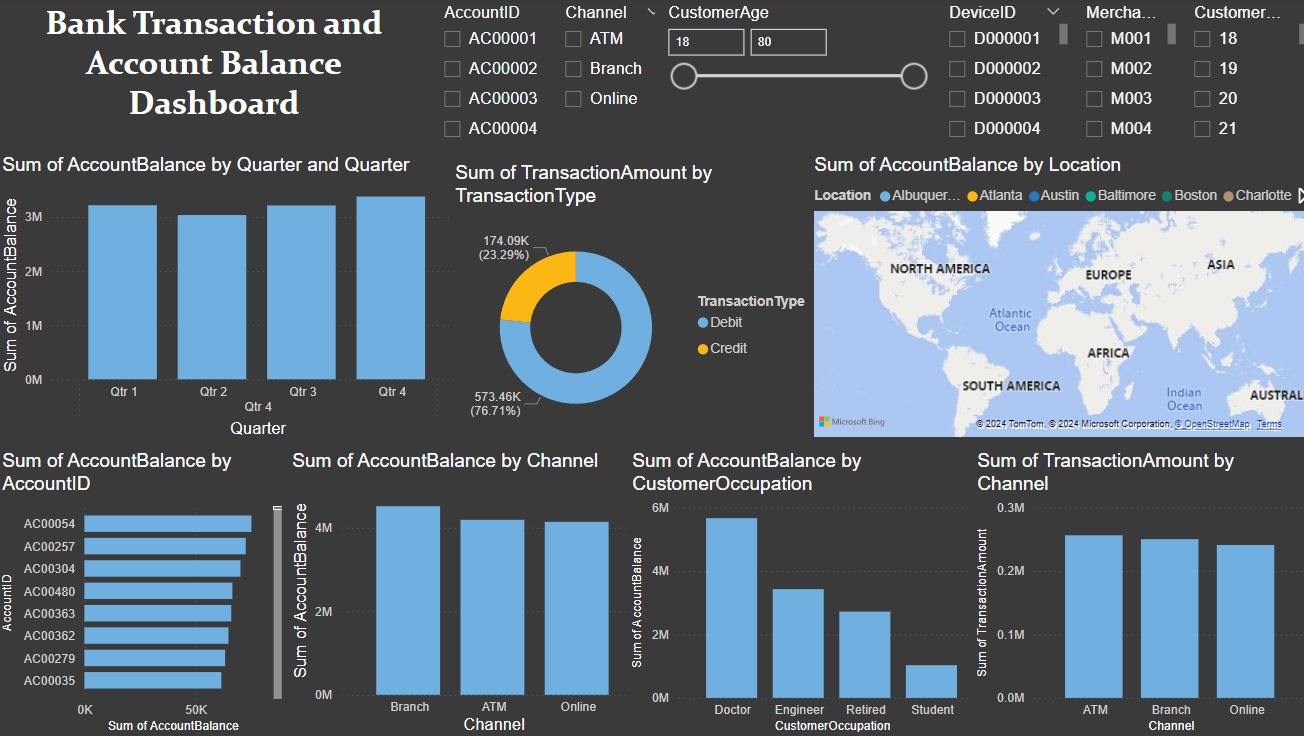 Bank Transaction and
Account Balance
Dashboard
AccountID
AC00001
AC00002
AC00003
AC00004
Channel
ATM
Branch
Online
CustomerAge
18 80
DeviceID
D000001
D000002
D000003
D000004
Mercha...
M001
M002
M003
M004
Customer...
18
19
20
21
Sum of AccountBalance by Quarter and Quarter
Sum of AccountBalance
3M
2M
1M
0M
Qtr 1 Qtr 2 Qtr 3 Qtr 4
Qtr 4
Quarter
Sum of TransactionAmount by
TransactionType
174.09K
(23.29%)
573.46K
(76.71%)
TransactionType
Debit
Credit
Sum of AccountBalance by Location
Location Albuquer... Atlanta Austin Baltimore Boston Charlotte
NORTH AMERICA
EUROPE
ASIA
Atlantic
Ocean
AFRICA
SOUTH AMERICA
Indian
Ocean
AUSTRAL
Microsoft Bing
© 2024 TomTom, © 2024 Microsoft Corporation, © OpenStreetMap Terms
Sum of AccountBalance by
AccountID
AccountID
AC00054
AC00257
AC00304
AC00480
AC00363
AC00362
AC00279
AC00035
0K 50K
Sum of AccountBalance
Sum of AccountBalance by Channel
Sum of AccountBalance
4M
2M
0M
Branch ATM Online
Channel
Sum of AccountBalance by
CustomerOccupation
Sum of AccountBalance
6M
4M
2M
0M
Doctor Engineer Retired Student
CustomerOccupation
Sum of TransactionAmount by
Channel
Sum of TransactionAmount
0.3M
0.2M
0.1M
0.0M
ATM Branch Online
Channel